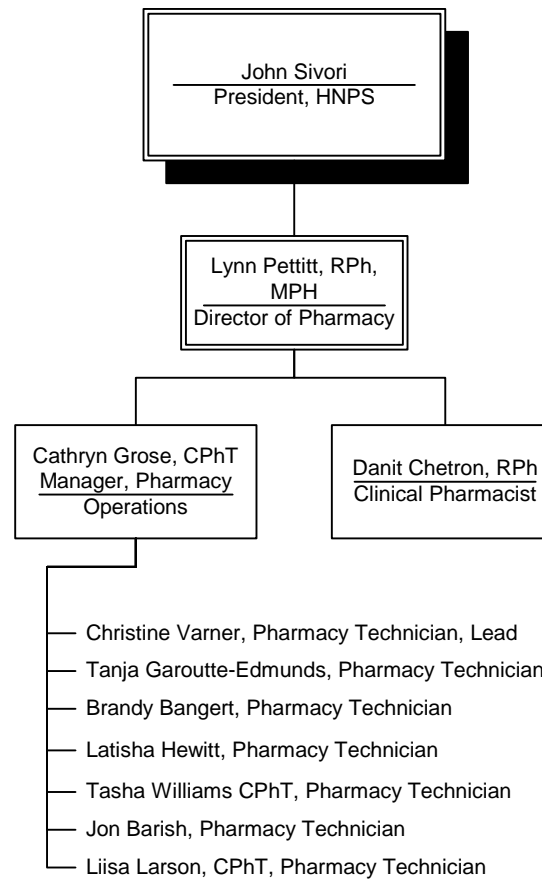 John Sivori
President, HNPS
Lynn Pettitt, RPh,
MPH
Director of Pharmacy
Cathryn Grose, CPhT
Manager, Pharmacy
Operations
Danit Chetron, RPh
Clinical Pharmacist
Christine Varner, Pharmacy Technician, Lead
Tanja Garoutte-Edmunds, Pharmacy Technician
Brandy Bangert, Pharmacy Technician
Latisha Hewitt, Pharmacy Technician
Tasha Williams CPhT, Pharmacy Technician
Jon Barish, Pharmacy Technician
Liisa Larson, CPhT, Pharmacy Technician